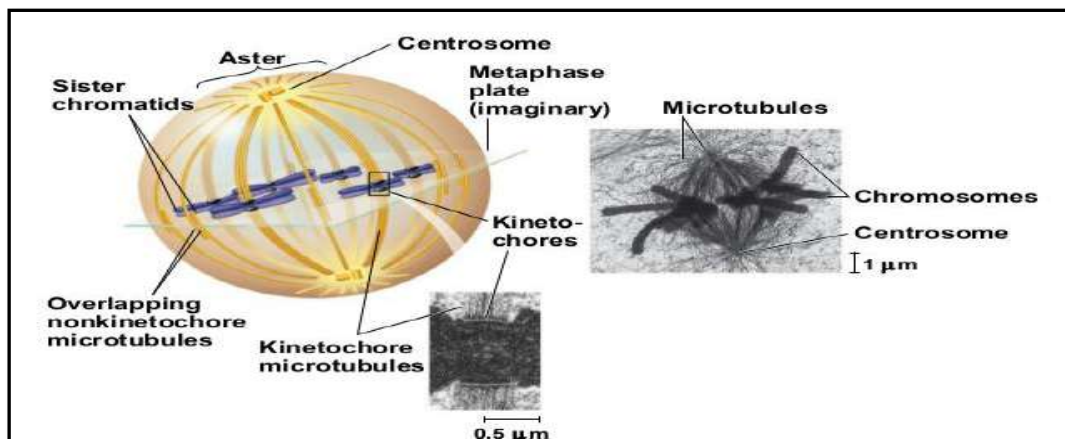 Aster
Centrosome
Sister
chromatids
Metaphase
plate
(imaginary)
Microtubules
Chromosomes
Centrosome
1 μm
Kineto-
chores
Overlapping
nonkinetochore
microtubules
Kinetochore
microtubules
0.5 μm